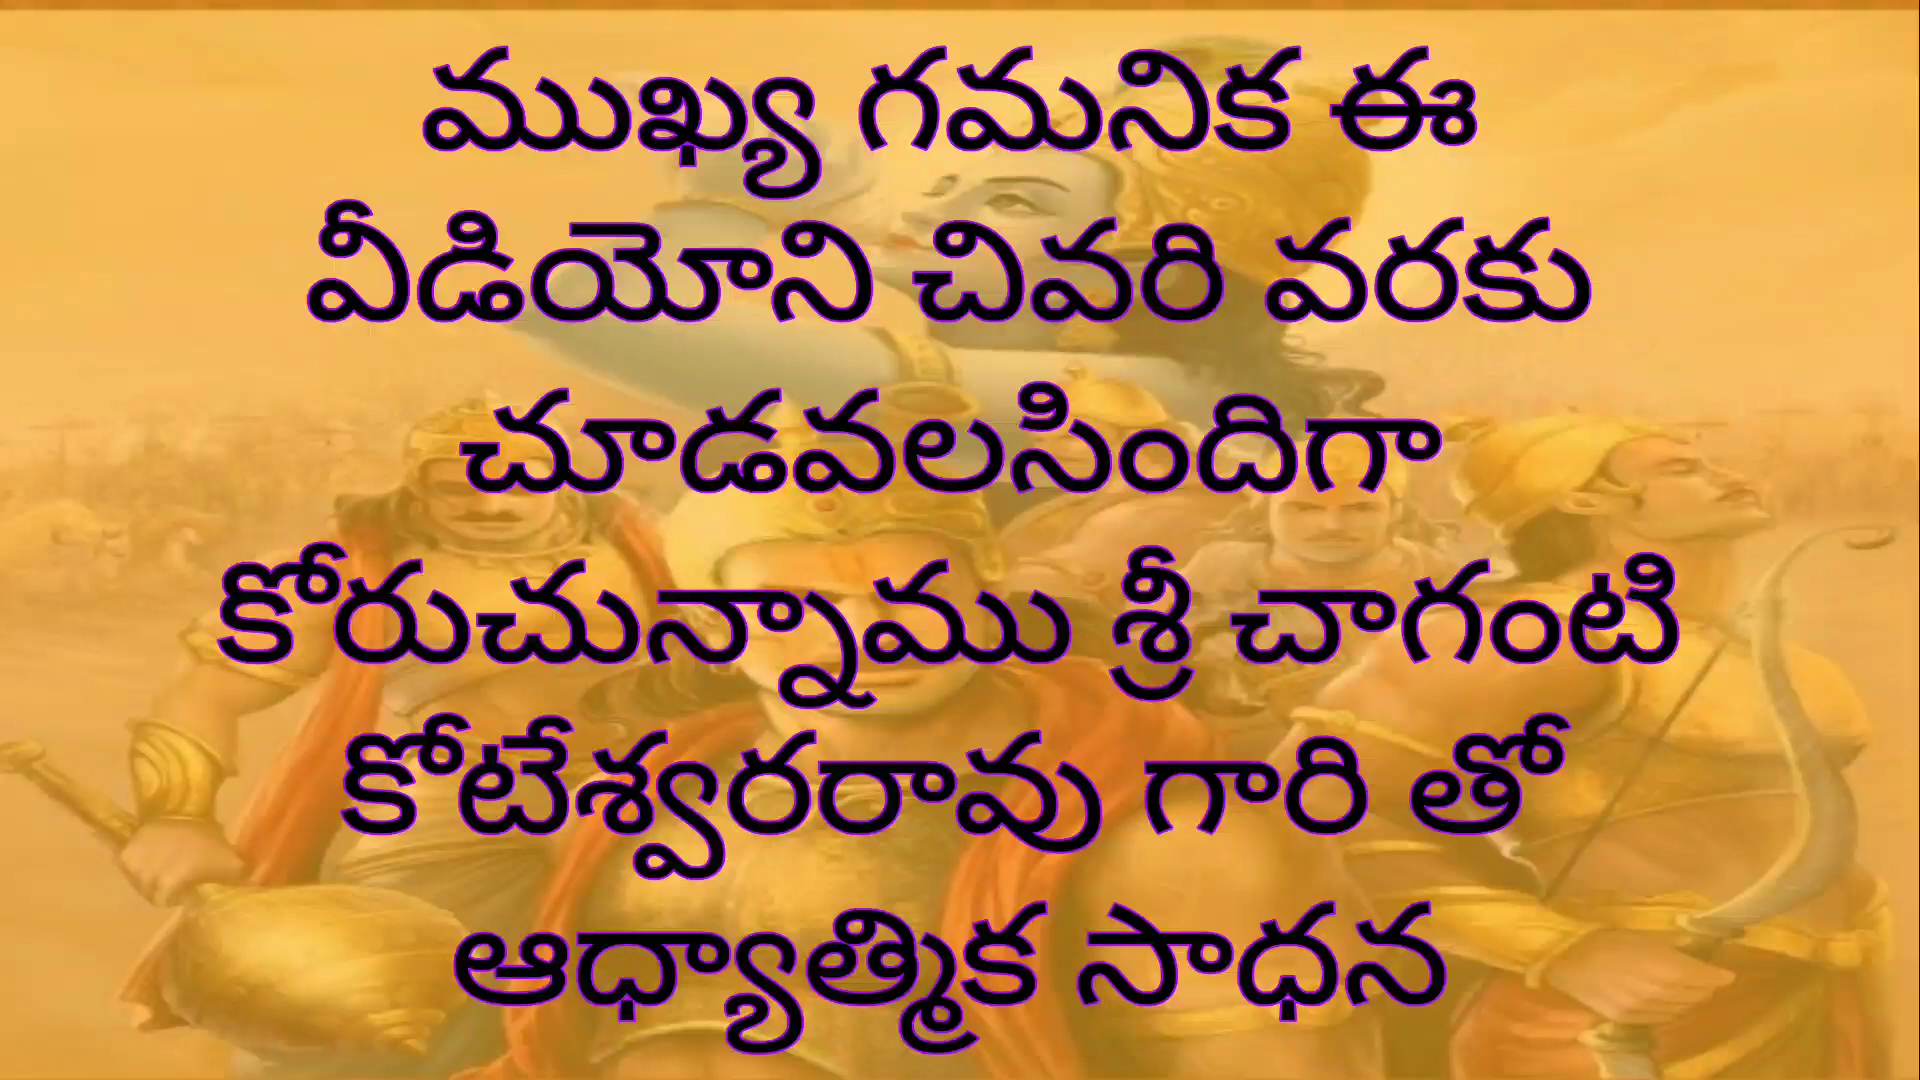 ముఖ్య గమనిక ఈ
వీడియోని చివరి వరకు
చూడవలసిందిగా
కోరుచున్నాము శ్రీ చాగంటి
కోటేశ్వరరావు గారి తో
ఆధ్యాత్మిక సాధన